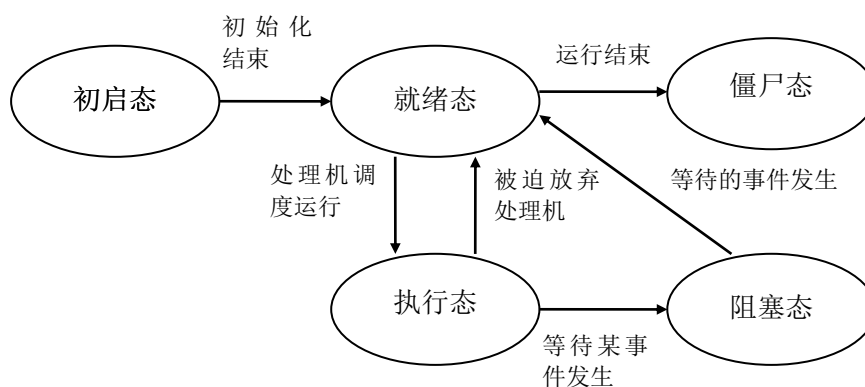 初始化
结束
运行结束
初启态
就绪态
僵尸态
处理机调
度运行
被迫放弃
处理机
等待的事件发生
执行态
阻塞态
等待某事
件发生